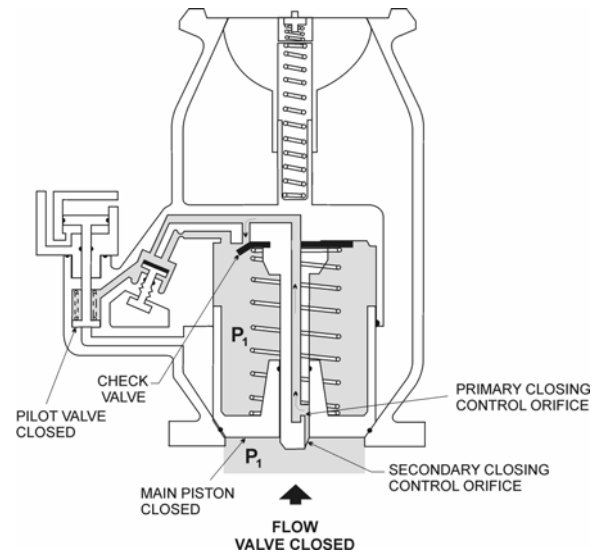 P1
CHECK
VALVE
PILOT VALVE
CLOSED
PRIMARY CLOSING
CONTROL ORIFICE
P1
MAIN PISTON
CLOSED
SECONDARY CLOSING
CONTROL ORIFICE
FLOW
VALVE CLOSED